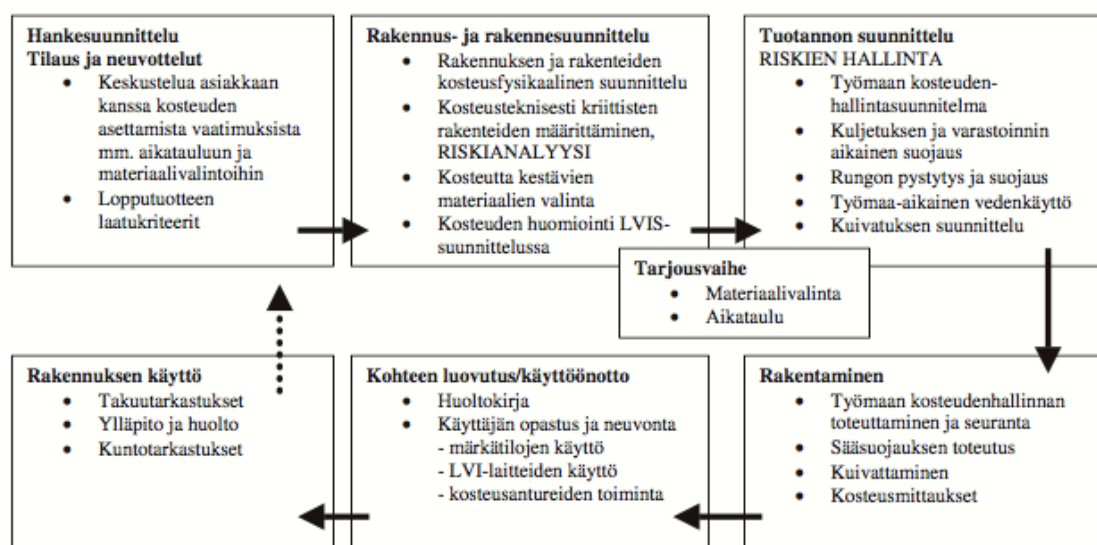 Hankesuunnittelu
Tilaus ja neuvottelut
• Keskustelua asiakkaan
kanssa kosteuden
asettamista vaatimuksista
mm. aikatauluun ja
materiaalivalintoihin
• Lopputuotteen
laatukriteerit
Rakennus- ja rakennesuunnittelu
• Rakennuksen ja rakenteiden
kosteusfysikaalinen suunnittelu
• Kosteusteknisesti kriittisten
rakenteiden määrittäminen,
RISKIANALYYSI
• Kosteutta kestävien
materiaalien valinta
• Kosteuden huomiointi LVIS-
suunnittelussa
Tuotannon suunnittelu
RISKIEN HALLINTA
• Työmaan kosteuden-
hallintasuunnitelma
• Kuljetuksen ja varastoinnin
aikainen suojaus
• Rungon pystytys ja suojaus
• Työmaa-aikainen vedenkäyttö
• Kuivatuksen suunnittelu
Tarjousvaihe
• Materiaalivalinta
• Aikataulu
Rakennuksen käyttö
• Takuutarkastukset
• Ylläpito ja huolto
• Kuntotarkastukset
Kohteen luovutus/käyttöönotto
• Huoltokirja
• Käyttäjän opastus ja neuvonta
- märkätilojen käyttö
- LVI-laitteiden käyttö
- kosteusantureiden toiminta
Rakentaminen
• Työmaan kosteudenhallinnan
toteuttaminen ja seuranta
• Sääsuojauksen toteutus
• Kuivattaminen
• Kosteusmittaukset